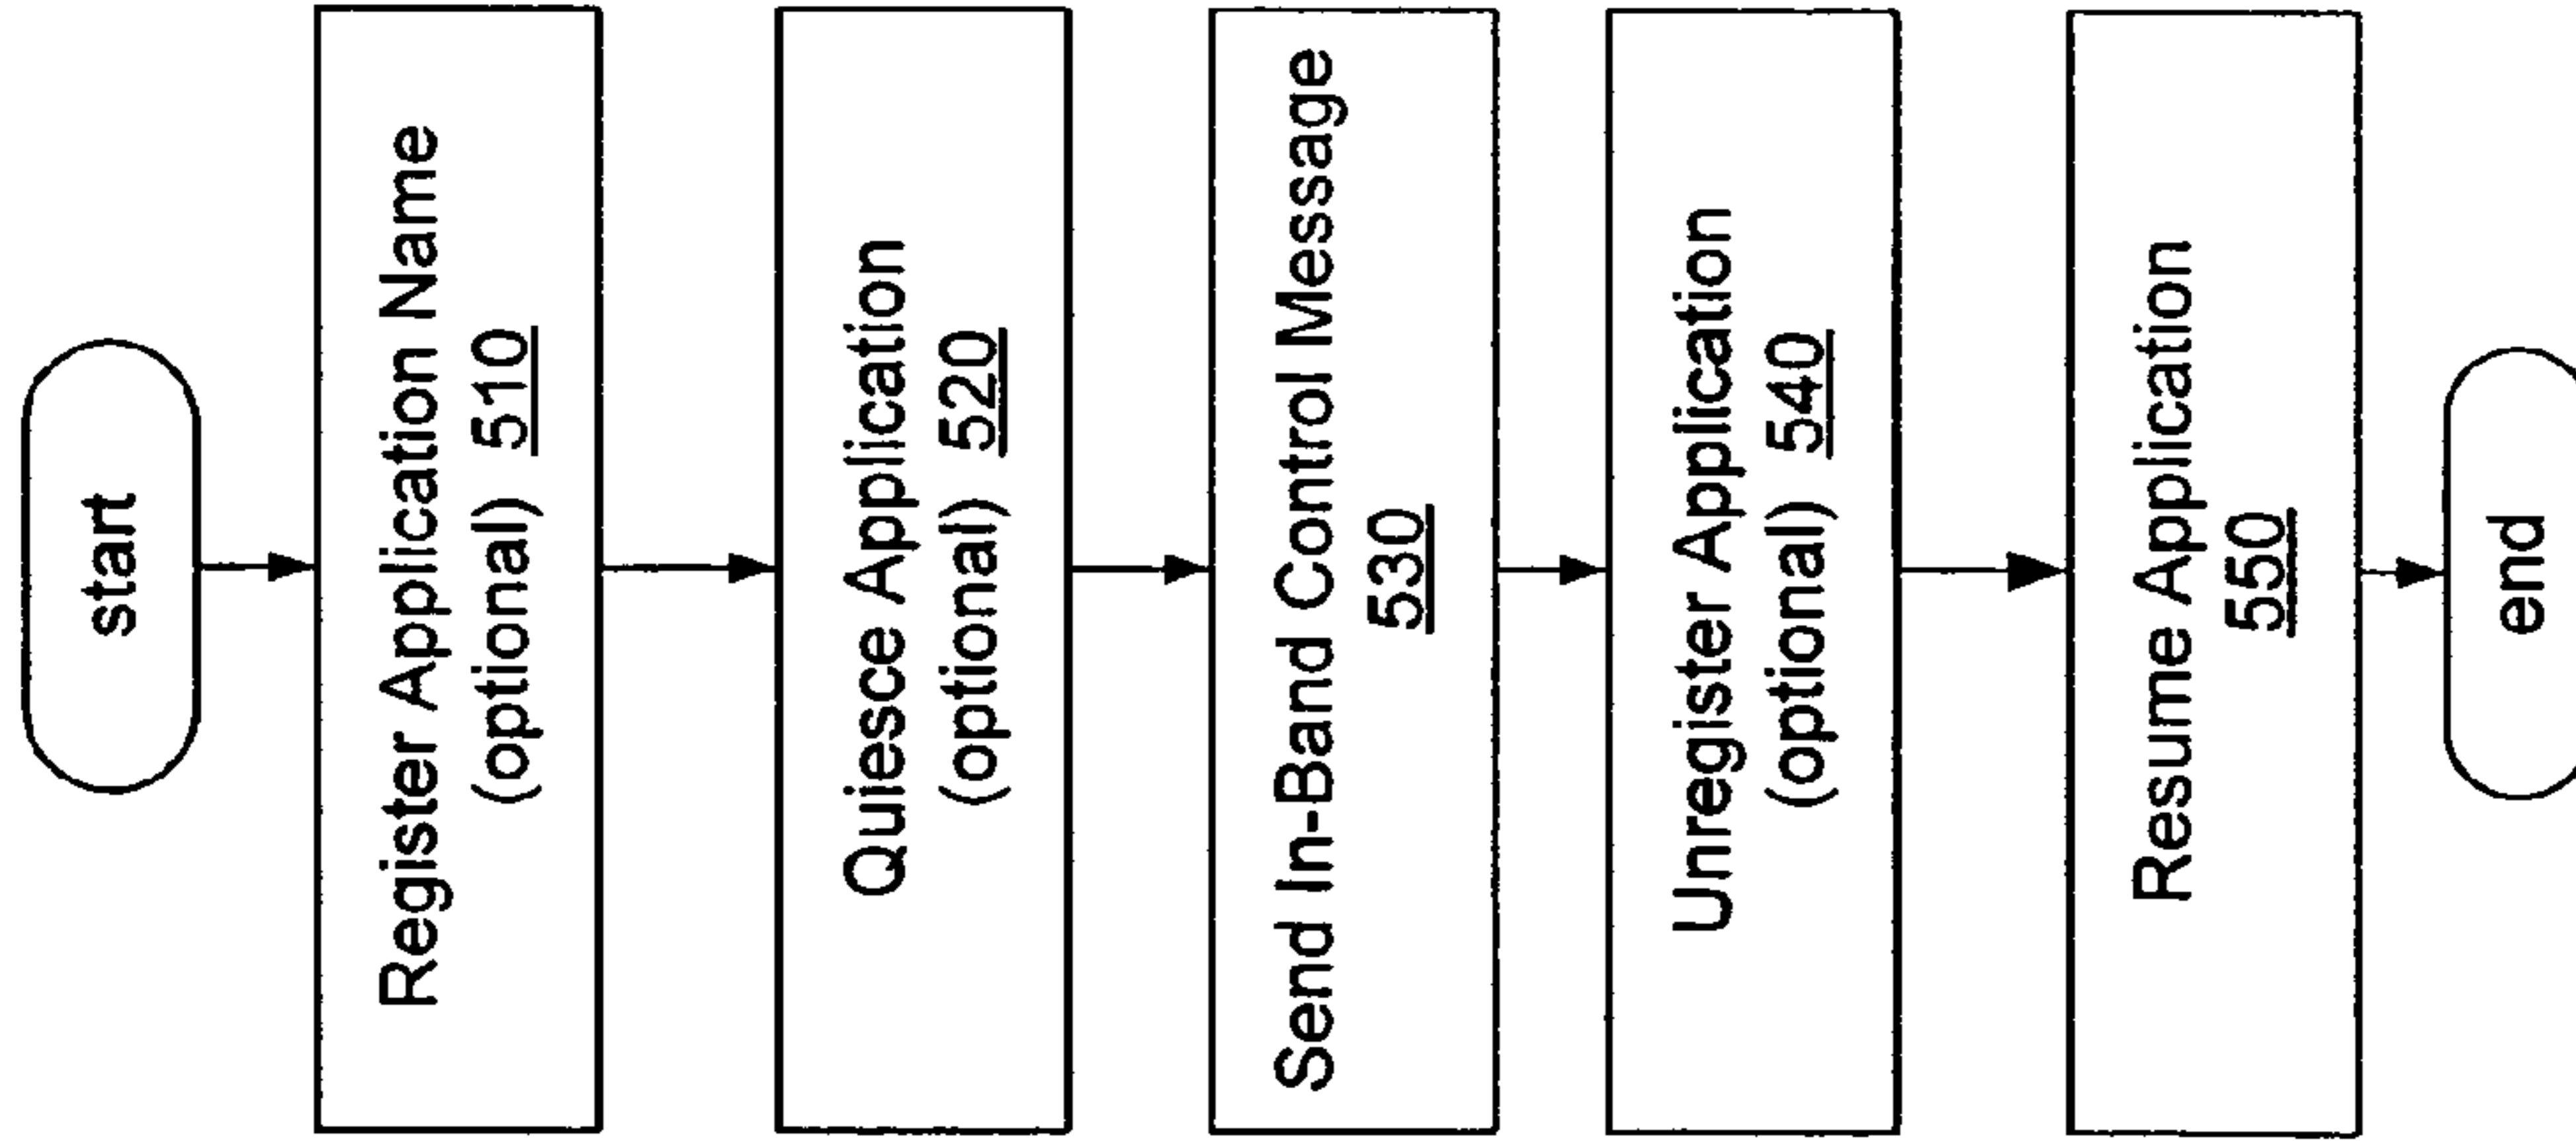 start
Register Application Name
(optional) 510
Quiesce Application
(optional) 520
Send In-Band Control Message
530
Unregister Application
(optional) 540
Resume Application
550
end